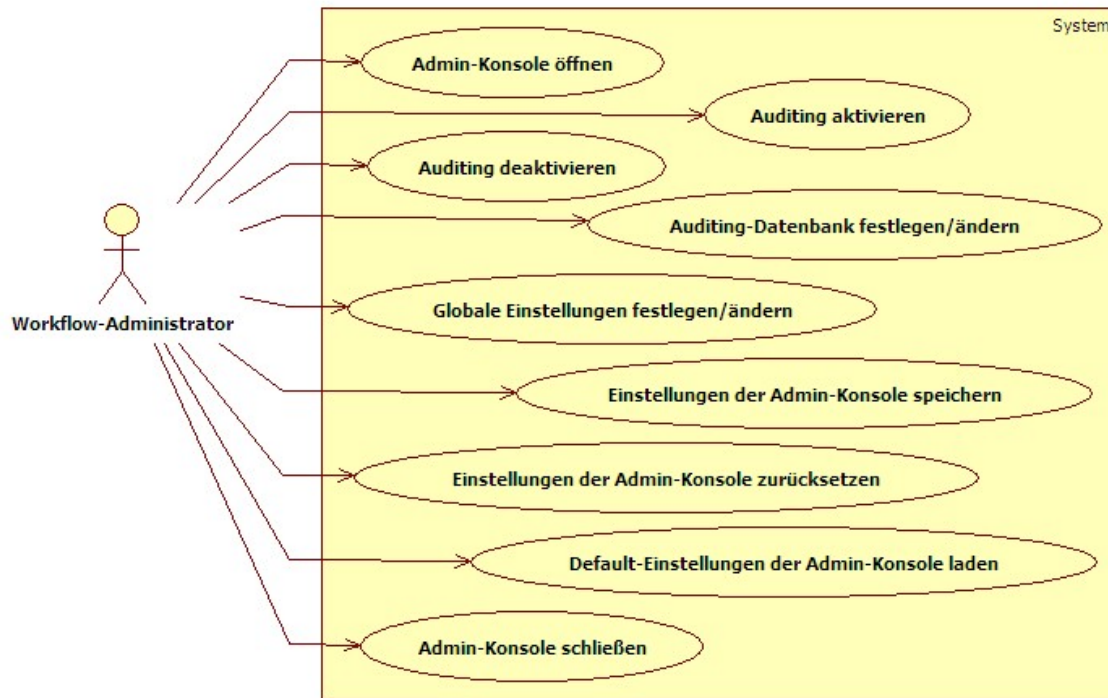 System
Admin-Konsole öffnen
Auditing aktivieren
Auditing deaktivieren
Auditing-Datenbank festlegen/ändern
Globale Einstellungen festlegen/ändern
Workflow-Administrator
Einstellungen der Admin-Konsole speichern
Einstellungen der Admin-Konsole zurücksetzen
Default-Einstellungen der Admin-Konsole laden
Admin-Konsole schließen